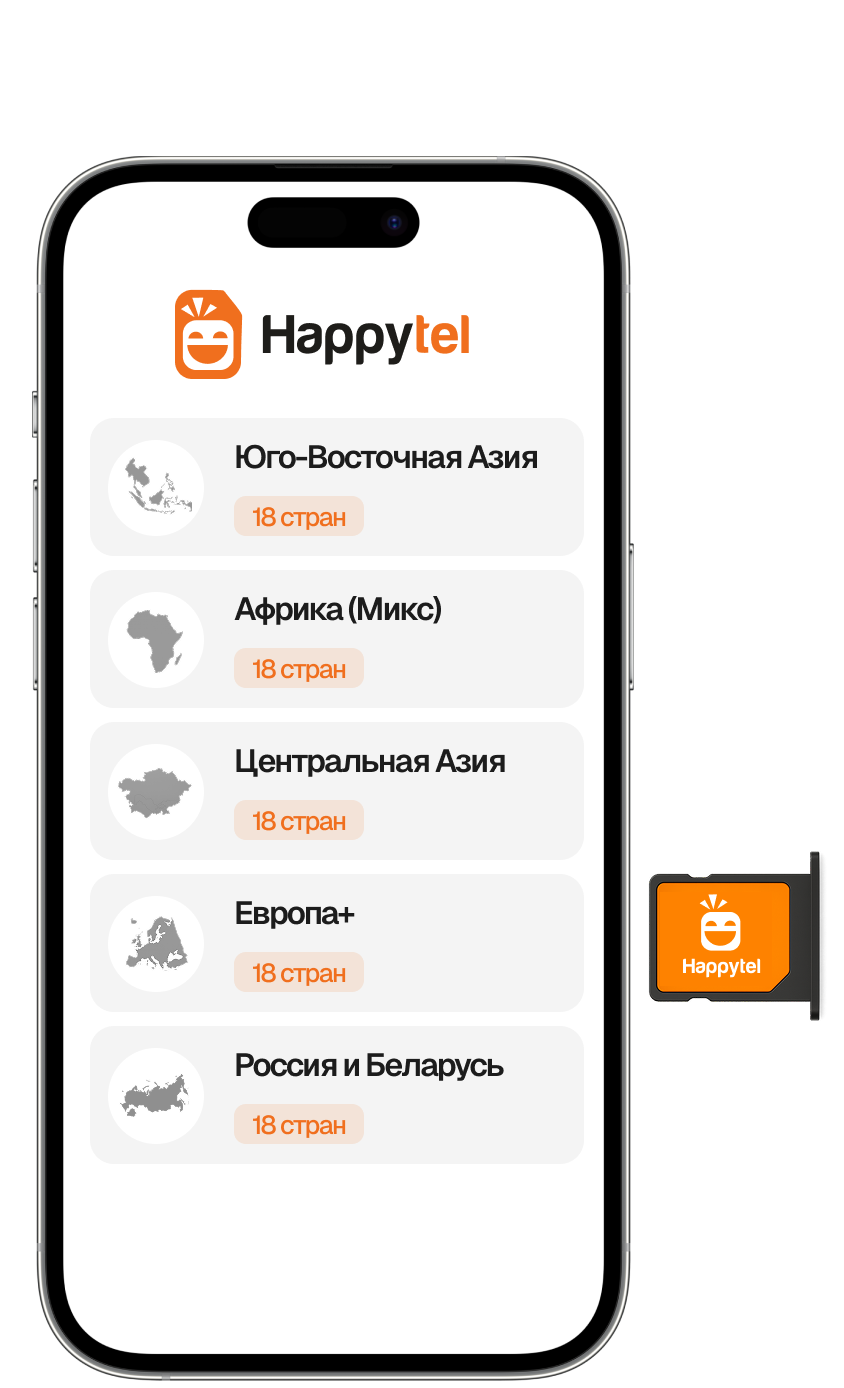 Happytel
Юго-Восточная Азия
18 стран
Африка (Микс)
18 стран
Центральная Азия
18 стран
Европа+
18 стран
Россия и Беларусь
18 стран
Happytel